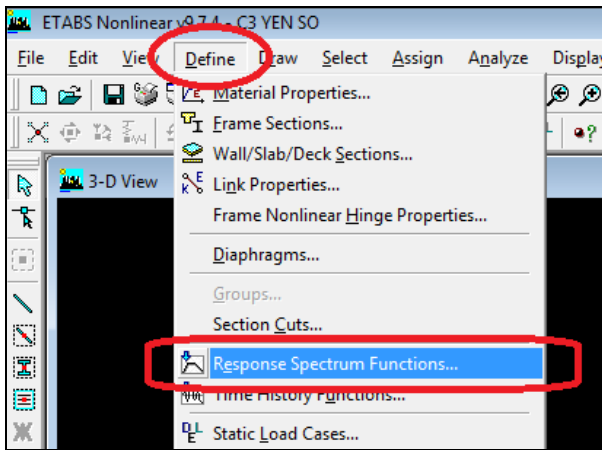 ETABS Nonlinear v9.7.4 - C3 YEN SO
File Edit View Define Draw Select Assign Analyze Display
Material Properties...
Frame Sections...
Wall/Slab/Deck Sections...
3-D View
Link Properties...
Frame Nonlinear Hinge Properties...
Diaphragms...
Groups...
Section Cuts...
Response Spectrum Functions...
Time History Functions...
Static Load Cases...